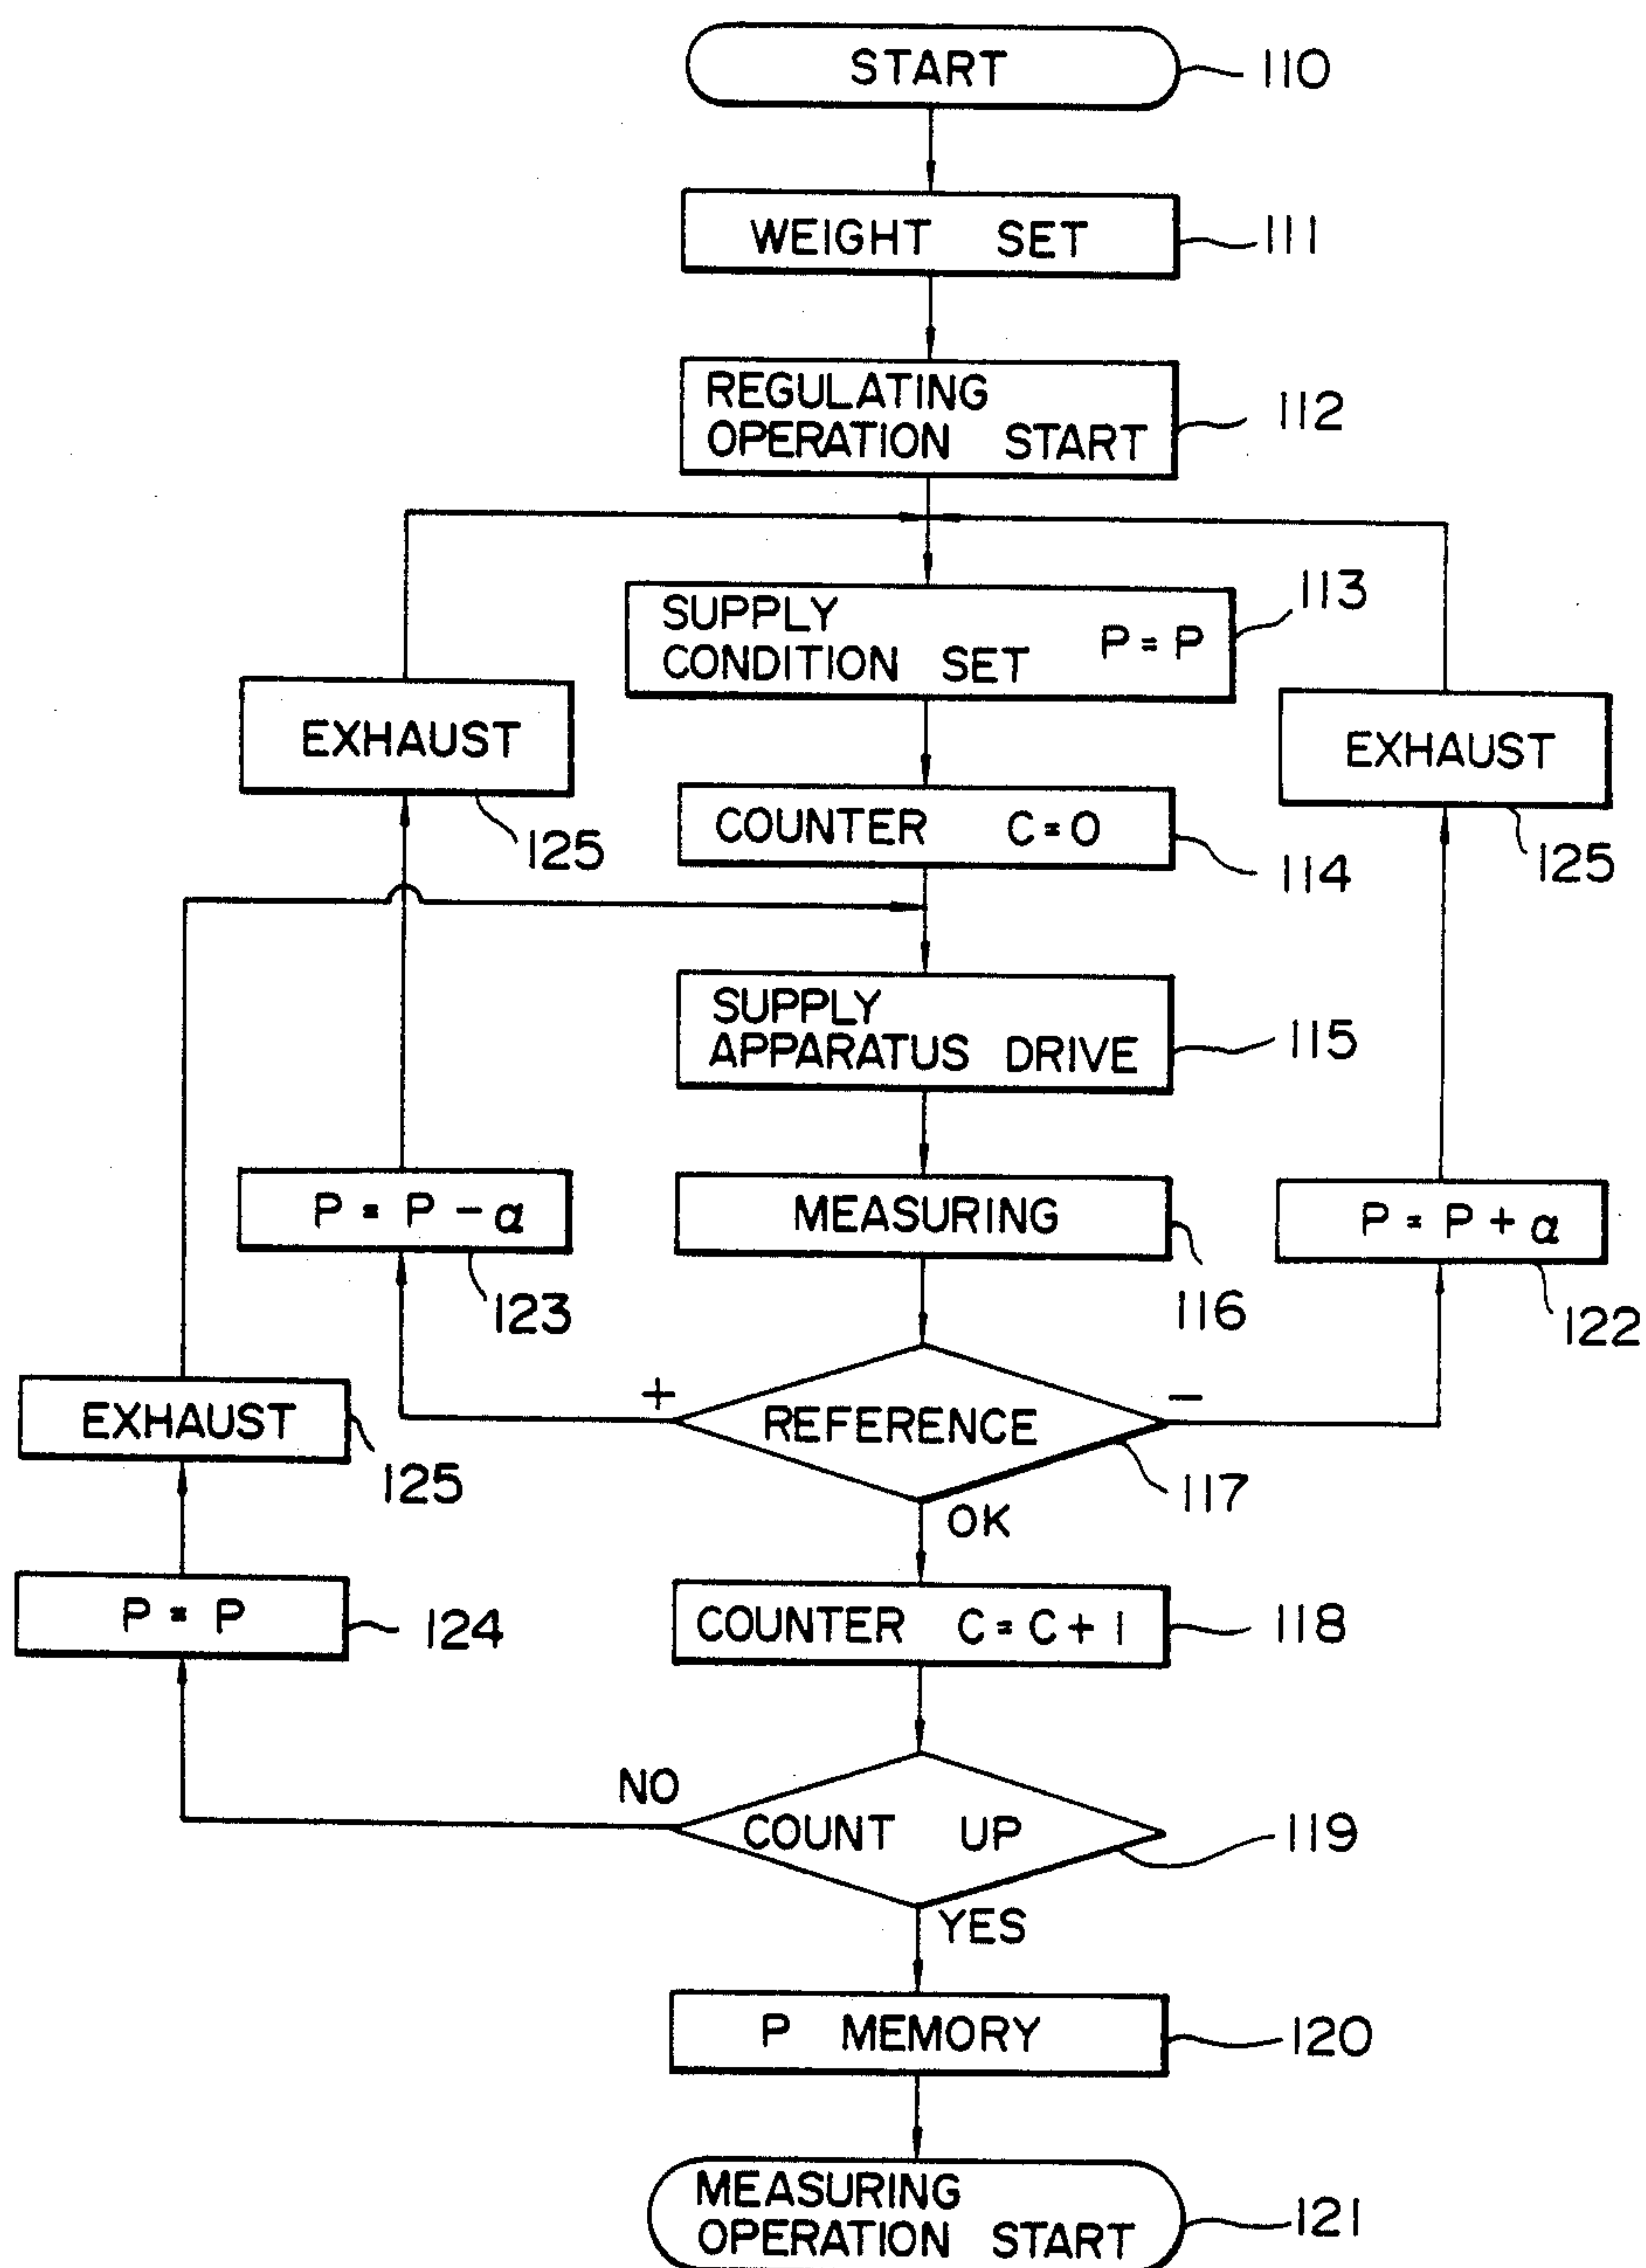 START
110
WEIGHT SET
111
REGULATING
OPERATION START
112
SUPPLY
CONDITION SET P = P
113
EXHAUST
125
EXHAUST
125
COUNTER C = 0
114
SUPPLY
APPARATUS DRIVE
115
P = P - α
123
MEASURING
116
P = P + α
122
EXHAUST
125
+
REFERENCE
-
117
OK
P = P
124
COUNTER C = C + 1
118
NO
COUNT UP
119
YES
P MEMORY
120
MEASURING
OPERATION START
121